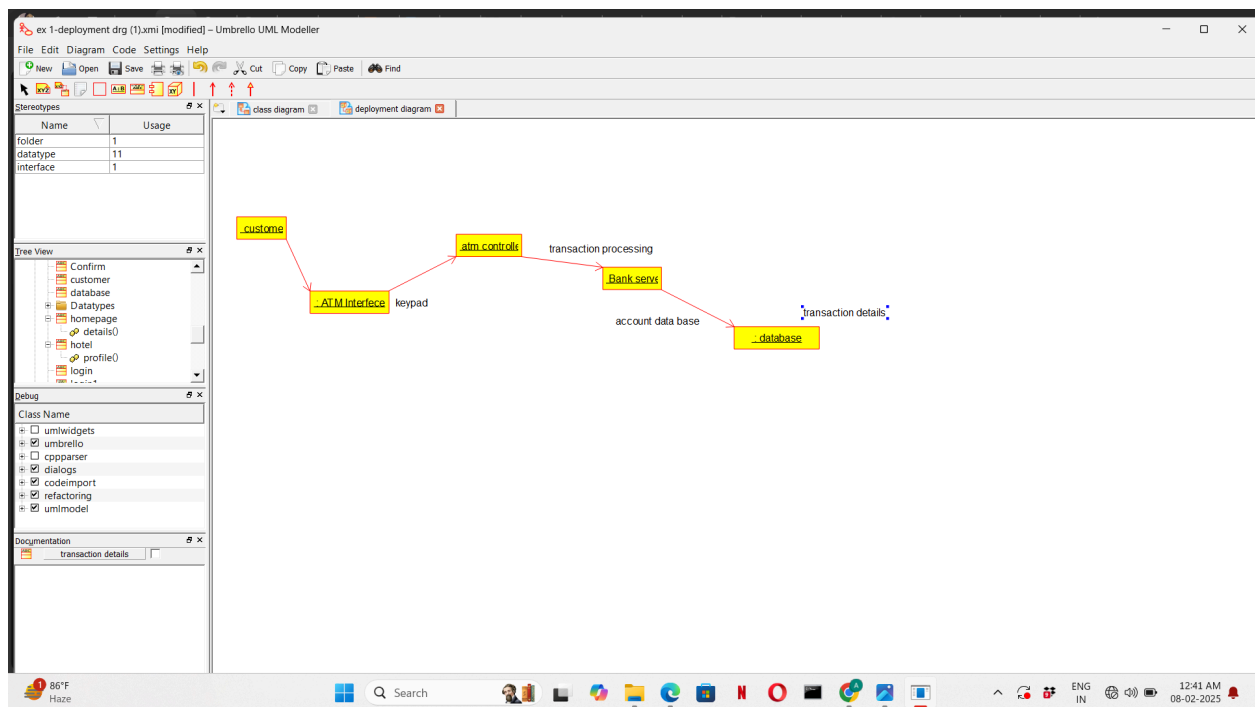 ex 1-deployment drg (1).xmi [modified] – Umbrello UML Modeller
File Edit Diagram Code Settings Help
New Open Save Cut Copy Paste Find
Stereotypes
class diagram deployment diagram
Name Usage
folder 1
datatype 11
interface 1
: custome
: atm controlle
transaction processing
: Bank serve
: ATM Interfece
keypad
account data base
transaction details
: database
Tree View
Confirm
customer
database
Datatypes
homepage
details()
hotel
profile()
login
login1
Debug
Class Name
umlwidgets
umbrello
cppparser
dialogs
codeimport
refactoring
umlmodel
Documentation
transaction details
1
86°F
Haze
Search
ENG
IN
12:41 AM
08-02-2025